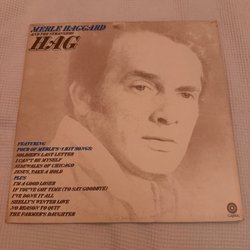 MERLE HAGGARD
AND THE STRANGERS
HAG
FEATURING
FOUR OF MERLE'S #1 HIT SONGS:
SOLDIER'S LAST LETTER
I CAN'T BE MYSELF
SIDEWALKS OF CHICAGO
JESUS, TAKE A HOLD
PLUS
I'M A GOOD LOSER
IF YOU'VE GOT TIME (TO SAY GOODBYE)
I'VE DONE IT ALL
SHELLY'S WINTER LOVE
NO REASON TO QUIT
THE FARMER'S DAUGHTER